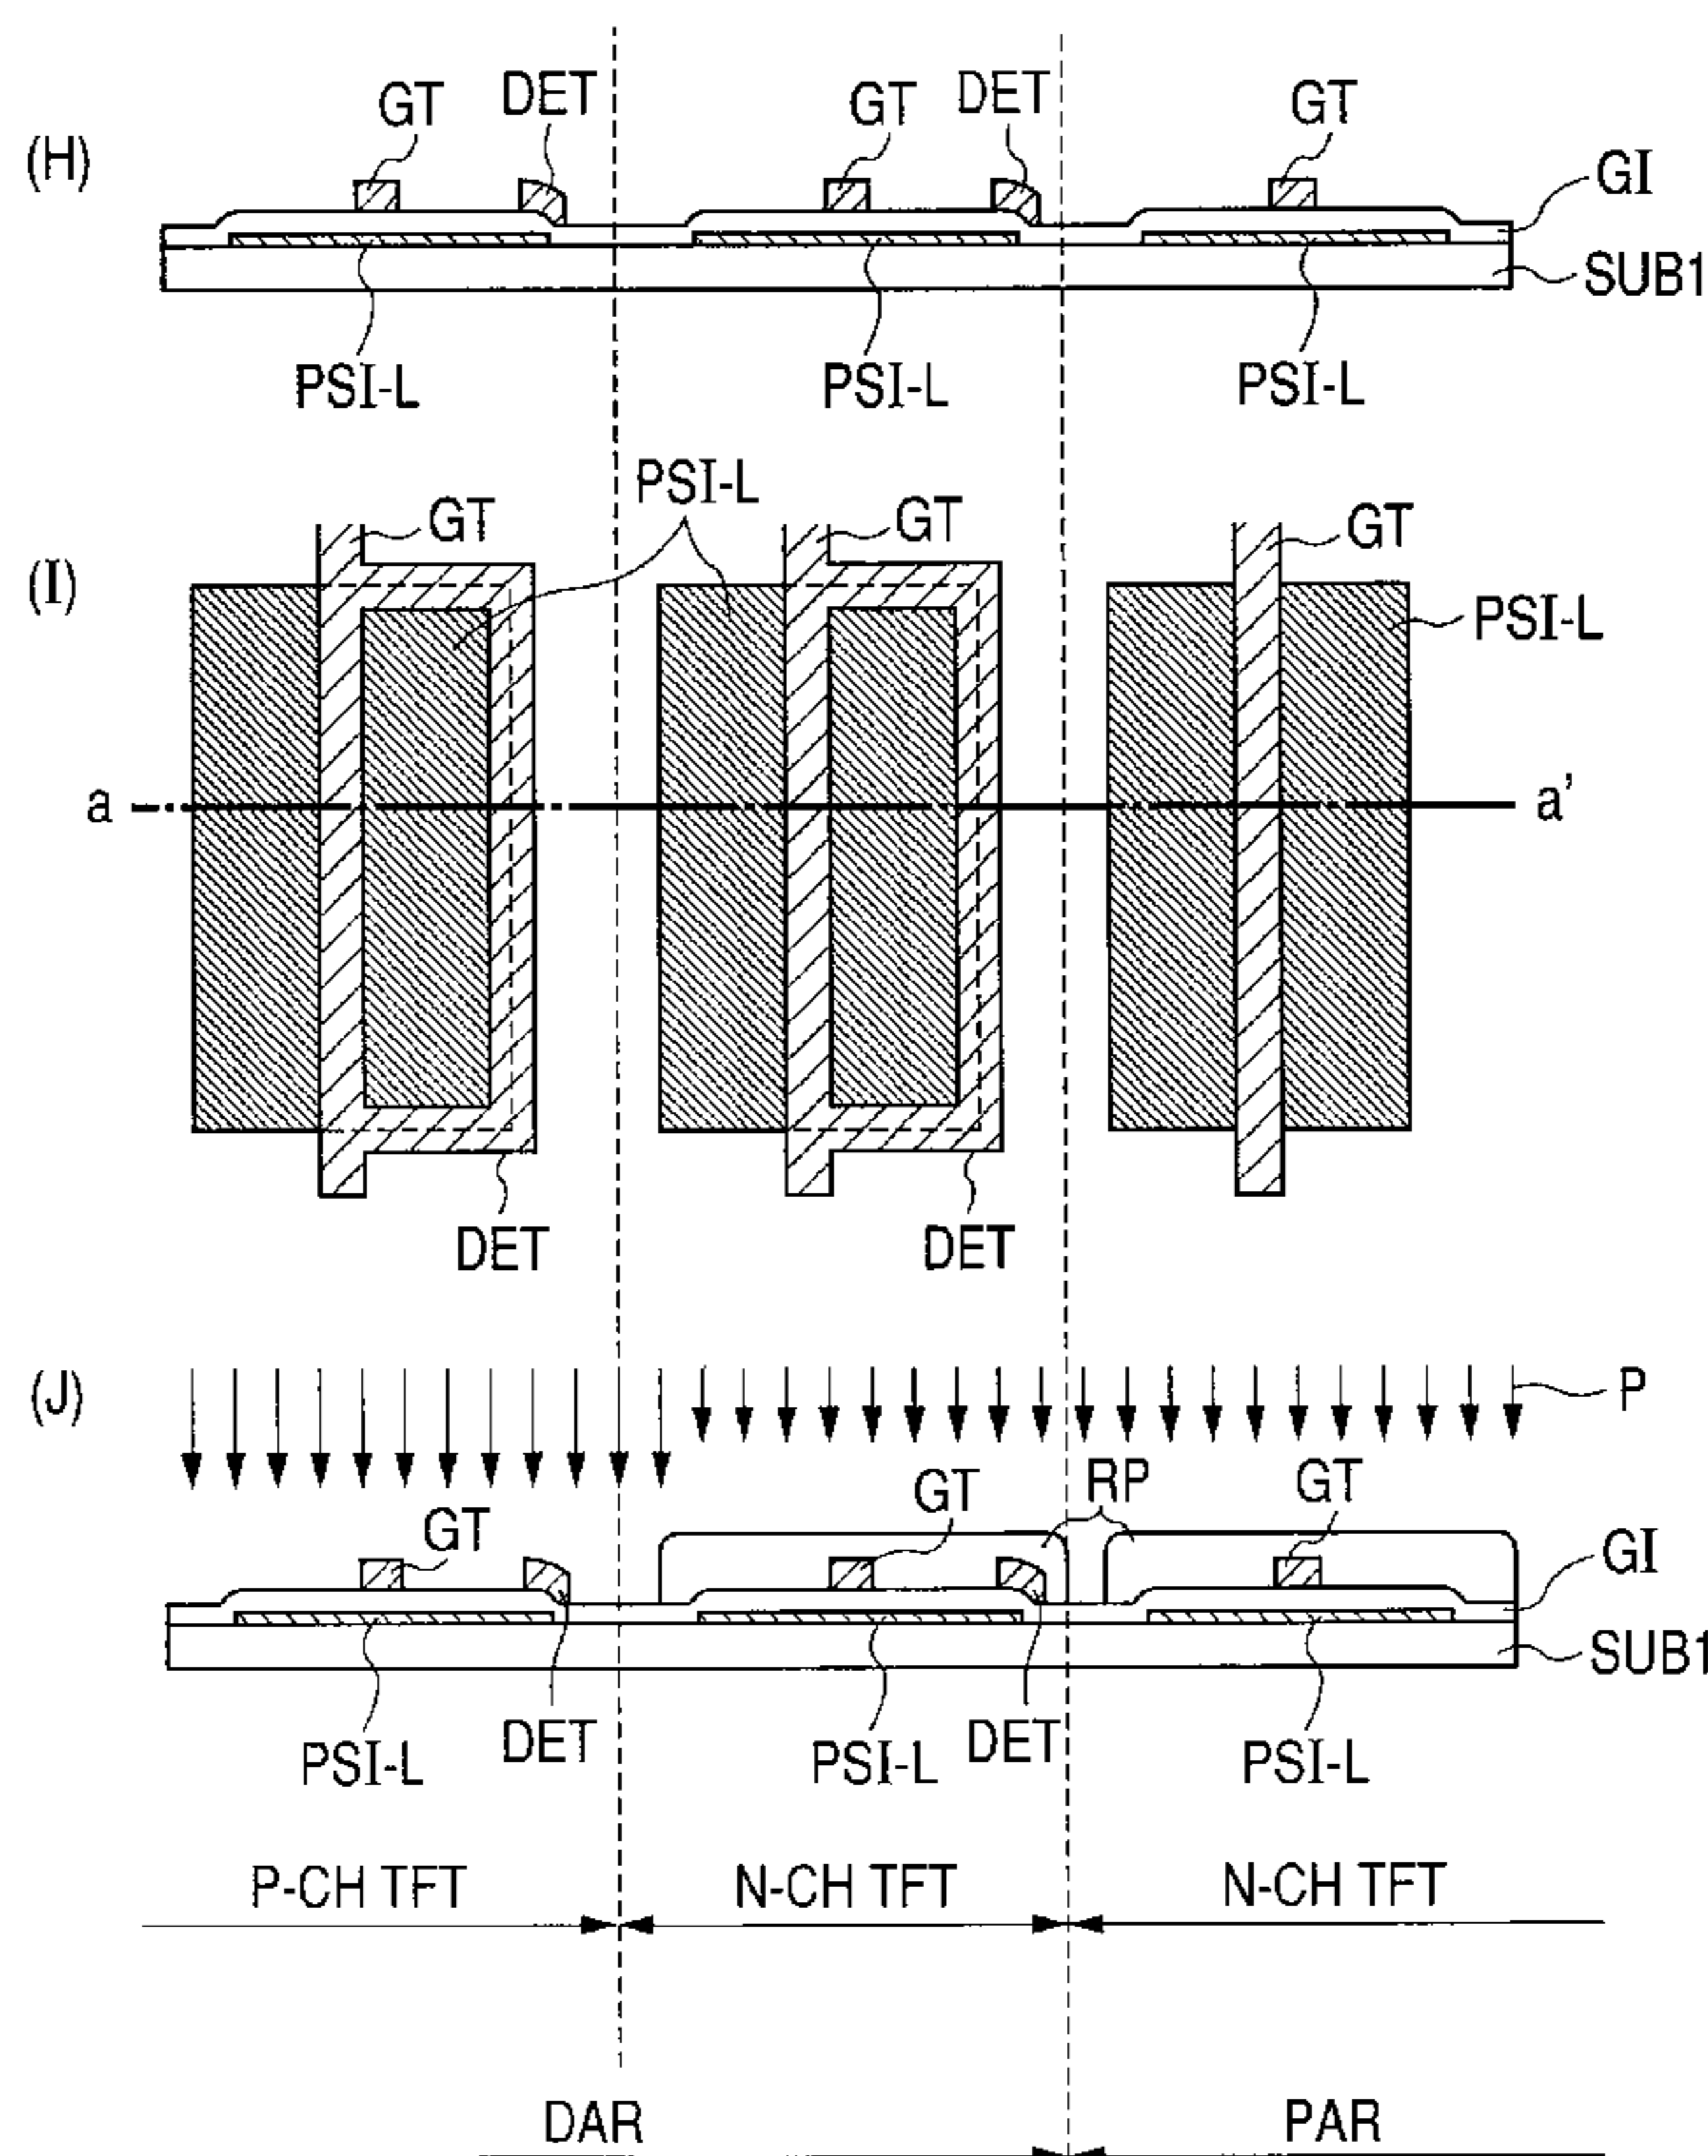 (H)
GT DET GT DET GT
GI
SUB1
PSI-L PSI-L PSI-L
(I)
PSI-L
GT GT GT
PSI-L
a a'
DET DET
(J)
P
GT GT RP GT
GI
SUB1
DET DET
PSI-L PSI-L PSI-L
P-CH TFT N-CH TFT N-CH TFT
DAR PAR